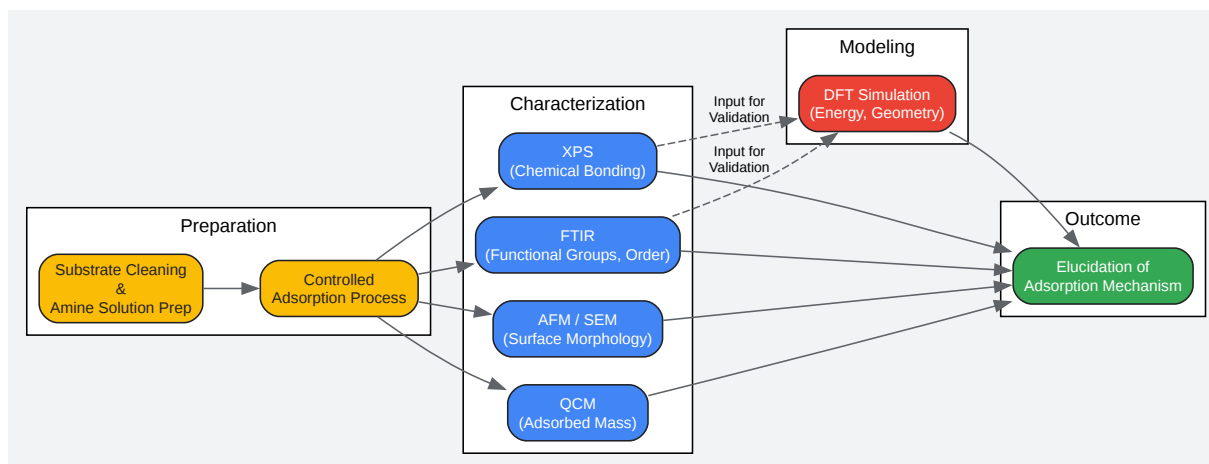 Preparation
Substrate Cleaning
&
Amine Solution Prep
Controlled
Adsorption Process
Characterization
XPS
(Chemical Bonding)
FTIR
(Functional Groups, Order)
AFM / SEM
(Surface Morphology)
QCM
(Adsorbed Mass)
Input for
Validation
Input for
Validation
Modeling
DFT Simulation
(Energy, Geometry)
Outcome
Elucidation of
Adsorption Mechanism